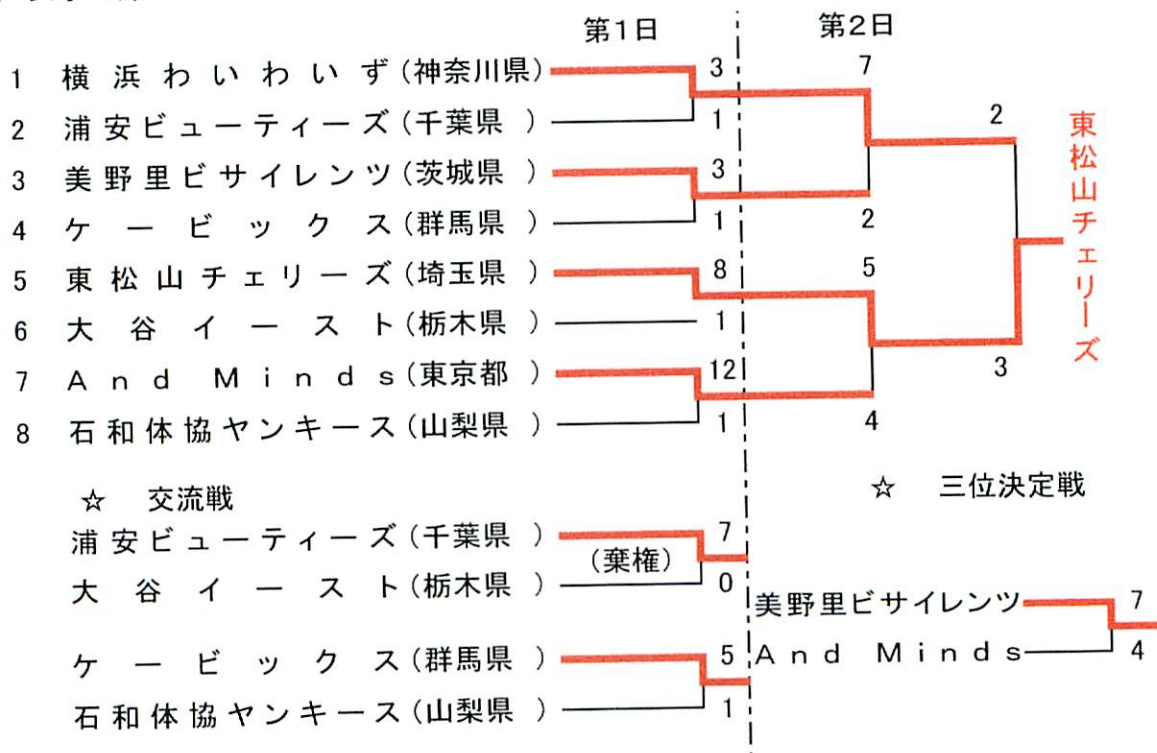 第1日 第2日
1 横浜わいわいず(神奈川県) 3 7
2 浦安ビューティーズ(千葉県) 1 2
3 美野里ビサイレンツ(茨城県) 3
4 ケービックス(群馬県) 1 2
5 東松山チェリーズ(埼玉県) 8 5
6 大谷イースト(栃木県) 1
7 And Minds(東京都) 12 3
8 石和体協ヤンキース(山梨県) 1 4
東松山チェリーズ
☆ 交流戦
浦安ビューティーズ(千葉県) 7
(棄権)
大谷イースト(栃木県) 0
ケービックス(群馬県) 5
石和体協ヤンキース(山梨県) 1
☆ 三位決定戦
美野里ビサイレンツ 7
And Minds 4